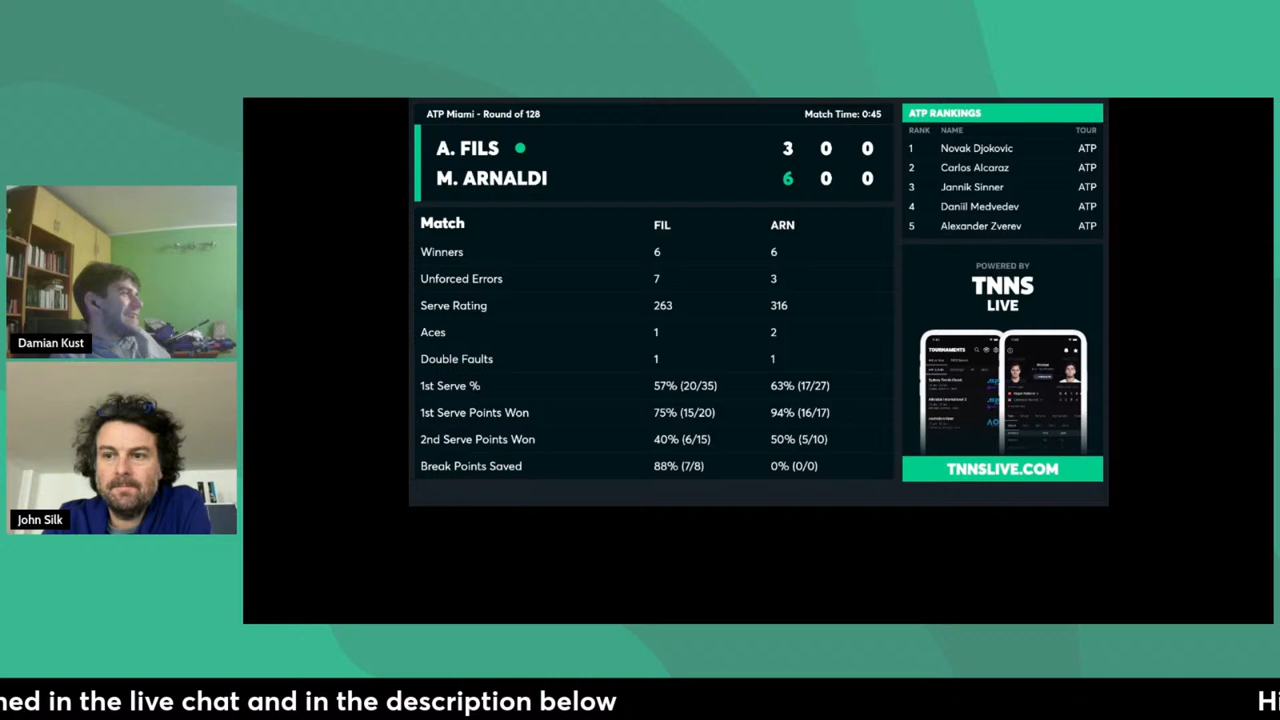 ATP Miami - Round of 128
Match Time: 0:45
A. FILS 3 0 0
M. ARNALDI 6 0 0
Match FIL ARN
Winners 6 6
Unforced Errors 7 3
Serve Rating 263 316
Aces 1 2
Double Faults 1 1
1st Serve % 57% (20/35) 63% (17/27)
1st Serve Points Won 75% (15/20) 94% (16/17)
2nd Serve Points Won 40% (6/15) 50% (5/10)
Break Points Saved 88% (7/8) 0% (0/0)
ATP RANKINGS
RANK NAME TOUR
1 Novak Djokovic ATP
2 Carlos Alcaraz ATP
3 Jannik Sinner ATP
4 Daniil Medvedev ATP
5 Alexander Zverev ATP
POWERED BY
TNNS
LIVE
TOURNAMENTS
TNNSLIVE.COM
Damian Kust
John Silk
ned in the live chat and in the description below
Hi